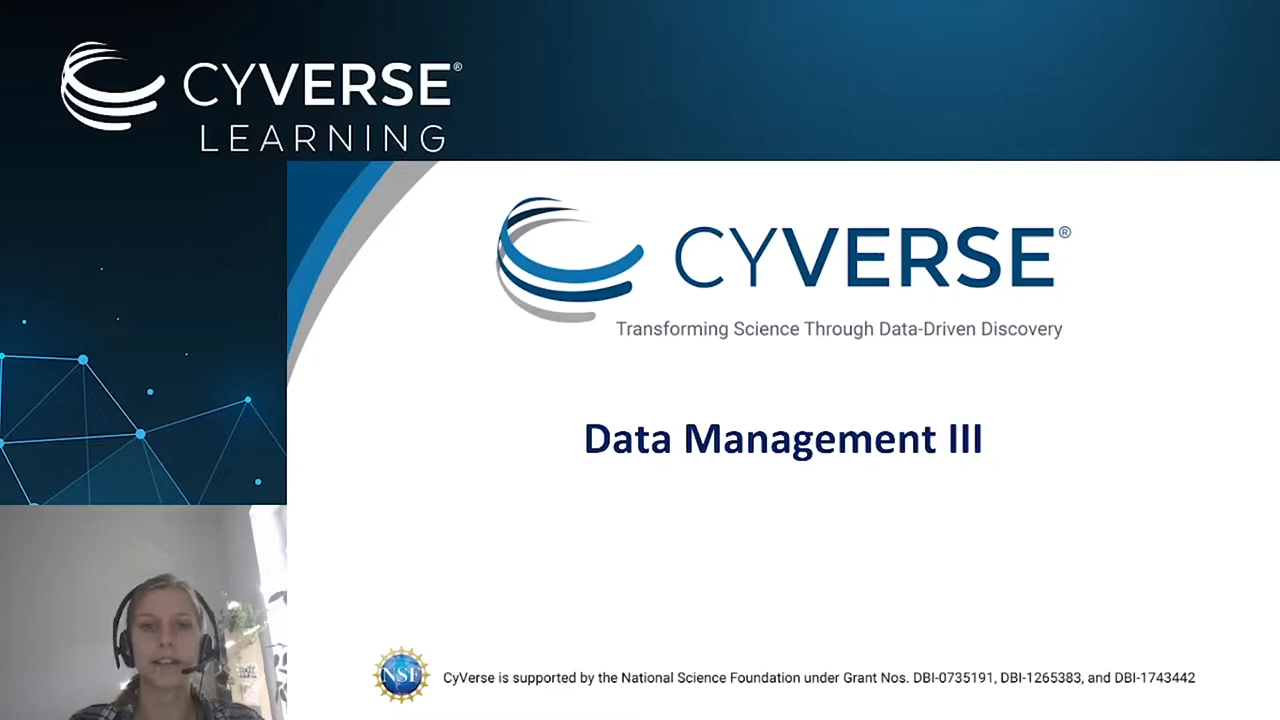 CYVERSE®
LEARNING
CYVERSE®
Transforming Science Through Data-Driven Discovery
Data Management III
NSF
CyVerse is supported by the National Science Foundation under Grant Nos. DBI-0735191, DBI-1265383, and DBI-1743442